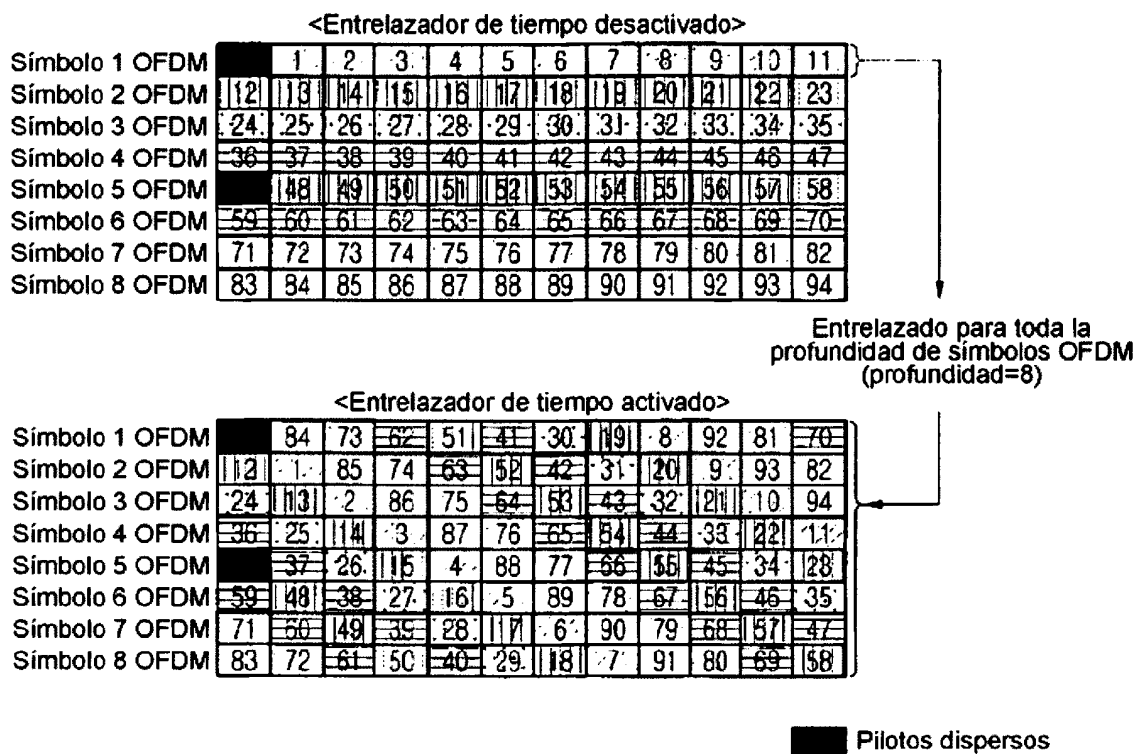 <Entrelazador de tiempo desactivado>
Símbolo 1 OFDM 1 2 3 4 5 6 7 8 9 10 11
Símbolo 2 OFDM 12 13 14 15 16 17 18 19 20 21 22 23
Símbolo 3 OFDM 24 25 26 27 28 29 30 31 32 33 34 35
Símbolo 4 OFDM 36 37 38 39 40 41 42 43 44 45 46 47
Símbolo 5 OFDM 48 49 50 51 52 53 54 55 56 57 58
Símbolo 6 OFDM 59 60 61 62 63 64 65 66 67 68 69 70
Símbolo 7 OFDM 71 72 73 74 75 76 77 78 79 80 81 82
Símbolo 8 OFDM 83 84 85 86 87 88 89 90 91 92 93 94
Entrelazado para toda la
profundidad de símbolos OFDM
(profundidad=8)
<Entrelazador de tiempo activado>
Símbolo 1 OFDM 84 73 62 51 41 30 19 8 92 81 70
Símbolo 2 OFDM 12 1 85 74 63 52 42 31 20 9 93 82
Símbolo 3 OFDM 24 13 2 86 75 64 53 43 32 21 10 94
Símbolo 4 OFDM 36 25 14 3 87 76 65 54 44 33 22 11
Símbolo 5 OFDM 37 26 15 4 88 77 66 55 45 34 23
Símbolo 6 OFDM 59 48 38 27 16 5 89 78 67 56 46 35
Símbolo 7 OFDM 71 60 49 39 28 17 6 90 79 68 57 47
Símbolo 8 OFDM 83 72 61 50 40 29 18 7 91 80 69 58
Pilotos dispersos